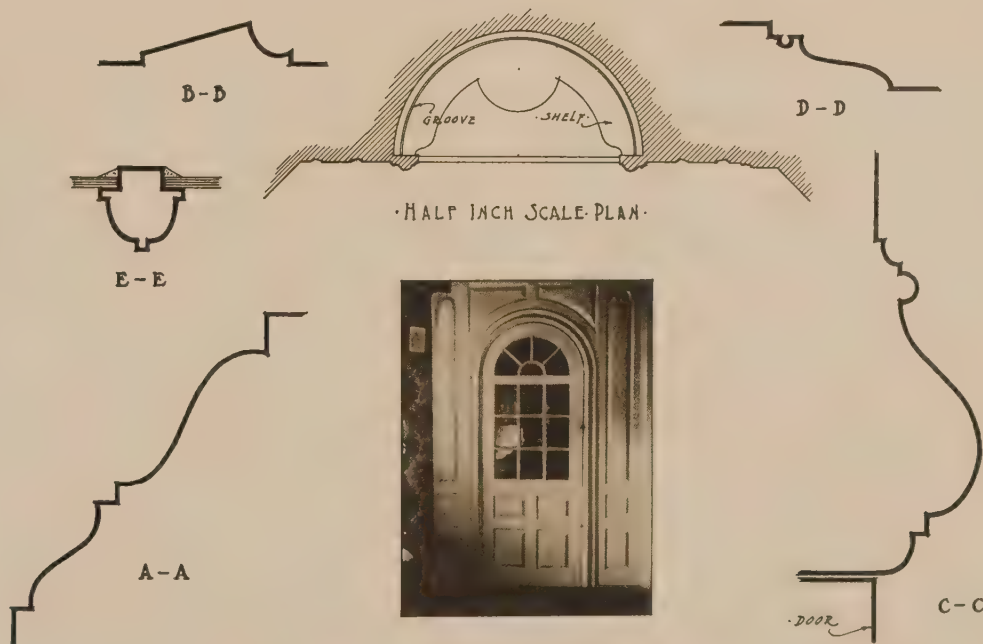 B-B
D-D
GROOVE
·SHELF·
·HALF INCH SCALE·PLAN·
E-E
A-A
C-C
·DOOR